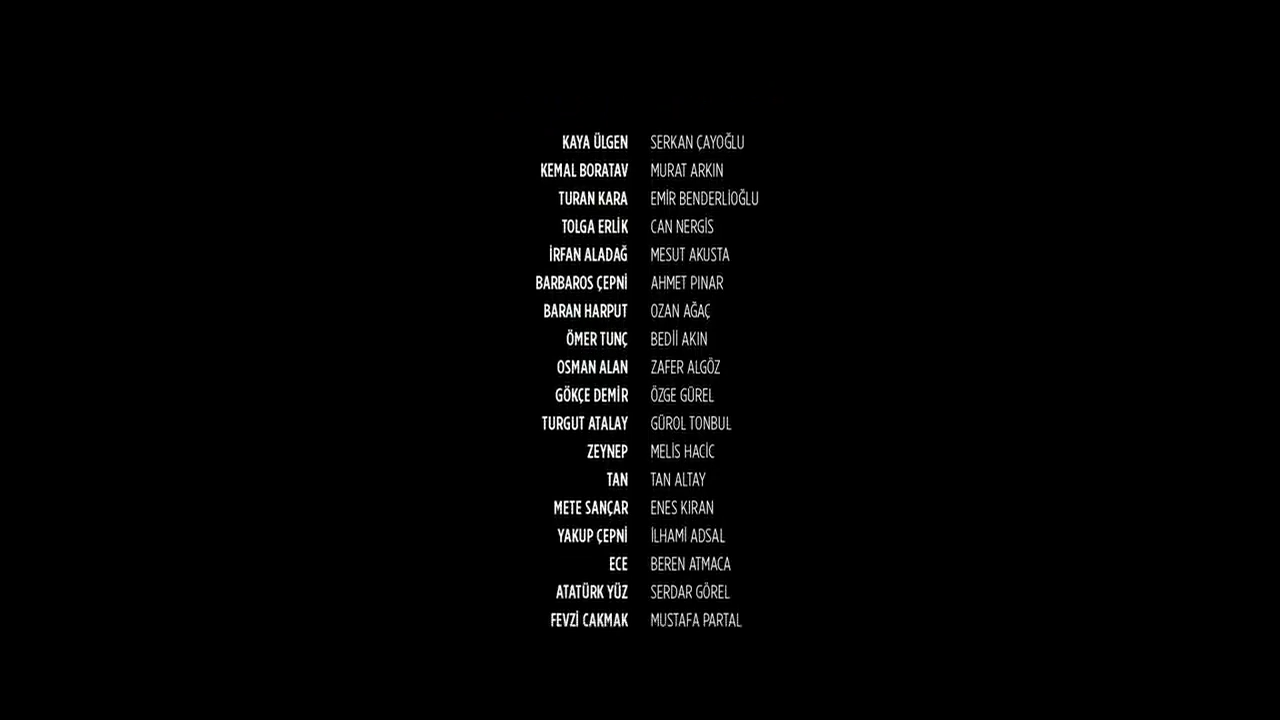 KAYA ÜLGEN SERKAN ÇAYOĞLU
KEMAL BORATAV MURAT ARKIN
TURAN KARA EMİR BENDERLİOĞLU
TOLGA ERLİK CAN NERGİS
İRFAN ALADAĞ MESUT AKUSTA
BARBAROS ÇEPNİ AHMET PINAR
BARAN HARPUT OZAN AĞAÇ
ÖMER TUNÇ BEDİİ AKIN
OSMAN ALAN ZAFER ALGÖZ
GÖKÇE DEMİR ÖZGE GÜREL
TURGUT ATALAY GÜROL TONBUL
ZEYNEP MELİS HACİC
TAN TAN ALTAY
METE SANÇAR ENES KIRAN
YAKUP ÇEPNİ İLHAMİ ADSAL
ECE BEREN ATMACA
ATATÜRK YÜZ SERDAR GÖREL
FEVZİ CAKMAK MUSTAFA PARTAL